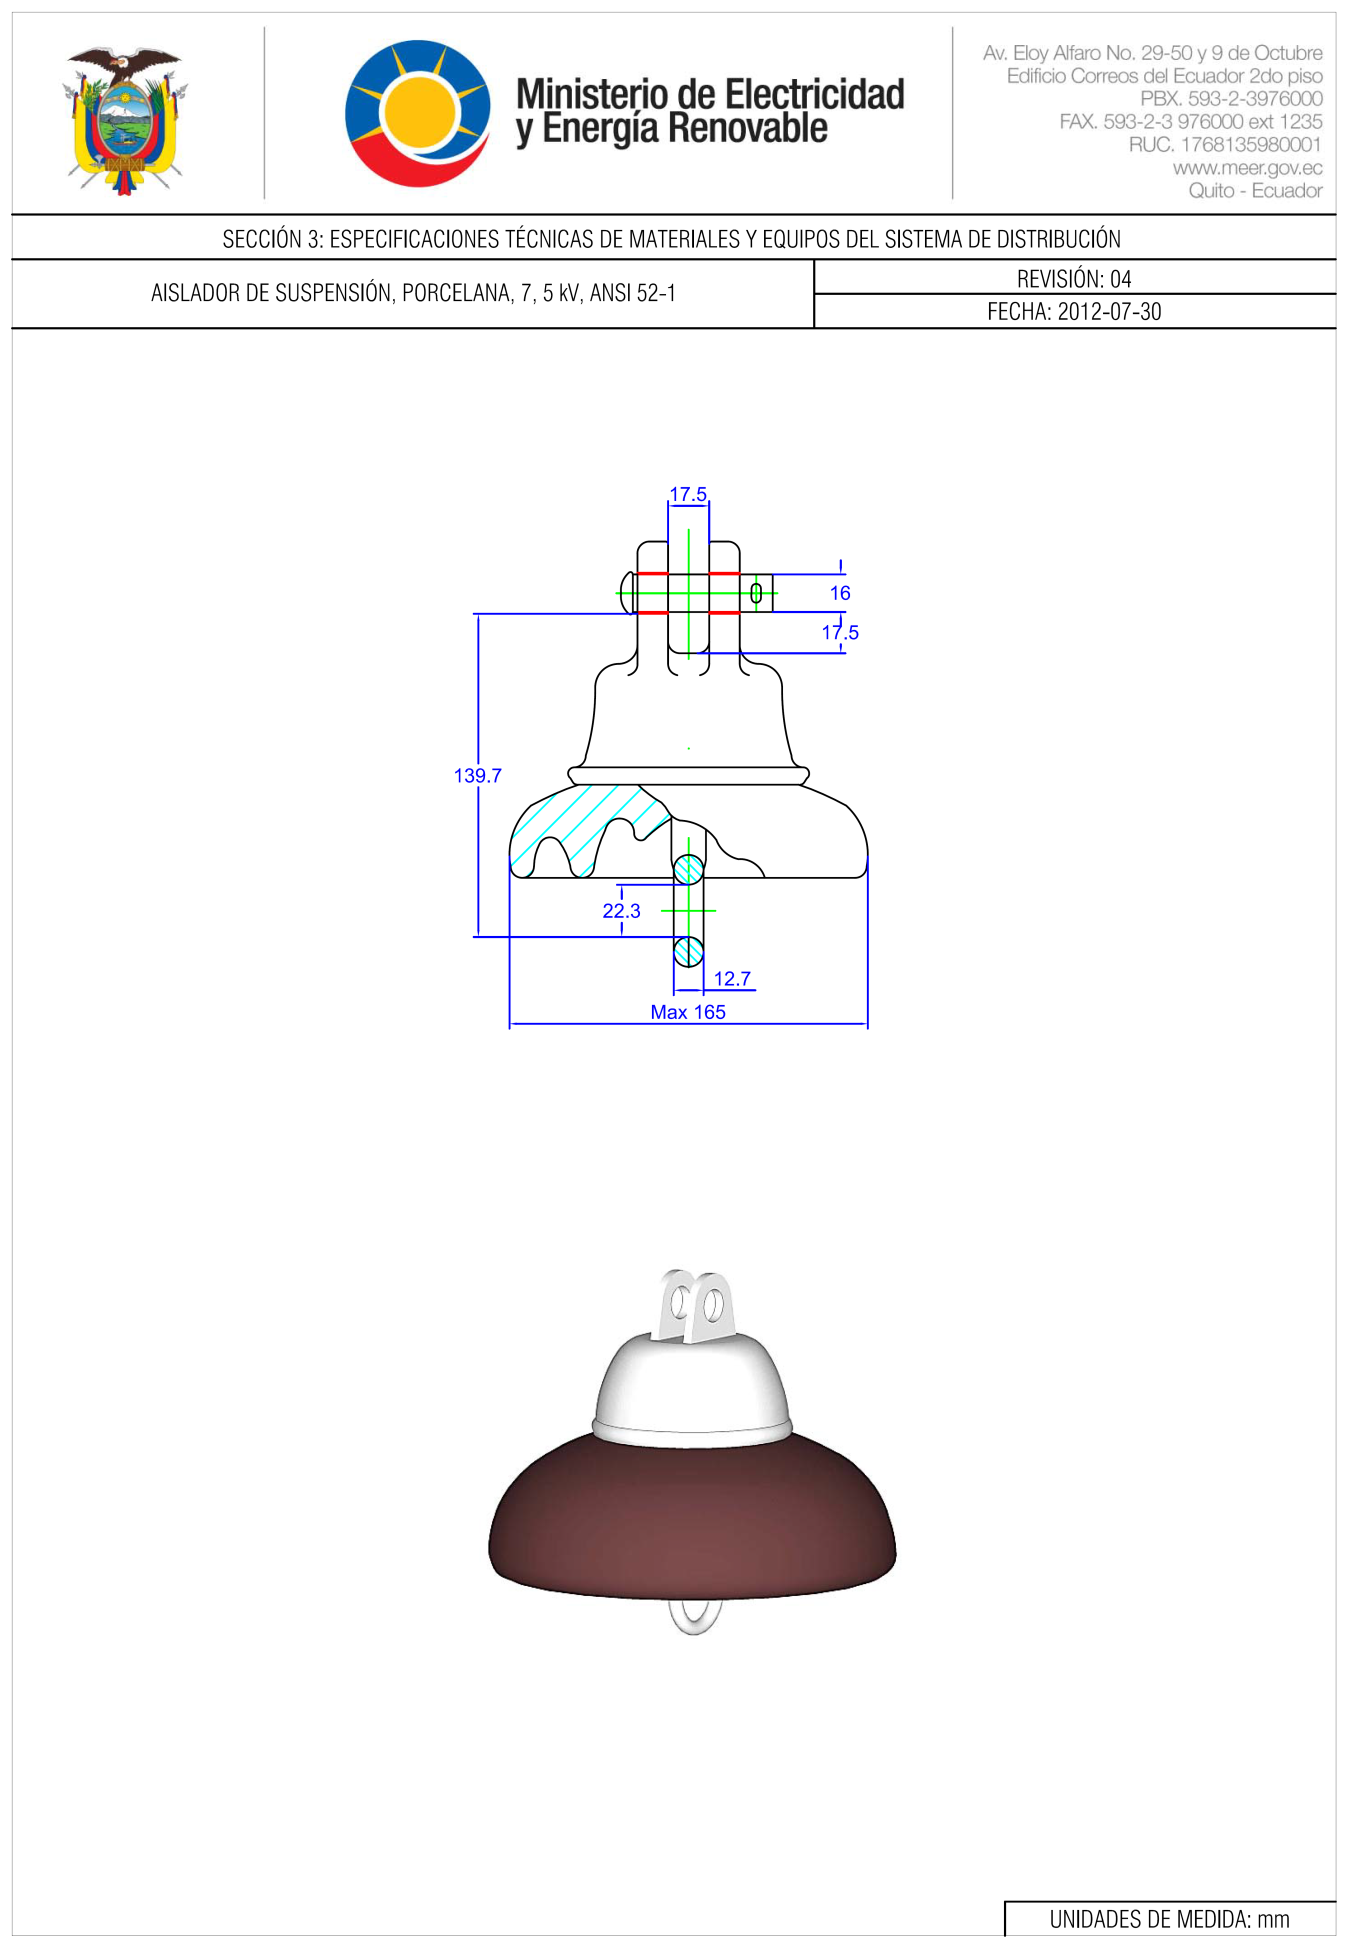 Ministerio de Electricidad
y Energía Renovable
Av. Eloy Alfaro No. 29-50 y 9 de Octubre
Edificio Correos del Ecuador 2do piso
PBX. 593-2-3976000
FAX. 593-2-3 976000 ext 1235
RUC. 1768135980001
www.meer.gov.ec
Quito - Ecuador
SECCIÓN 3: ESPECIFICACIONES TÉCNICAS DE MATERIALES Y EQUIPOS DEL SISTEMA DE DISTRIBUCIÓN
AISLADOR DE SUSPENSIÓN, PORCELANA, 7, 5 kV, ANSI 52-1
REVISIÓN: 04
FECHA: 2012-07-30
17.5
16
17.5
139.7
22.3
12.7
Max 165
UNIDADES DE MEDIDA: mm